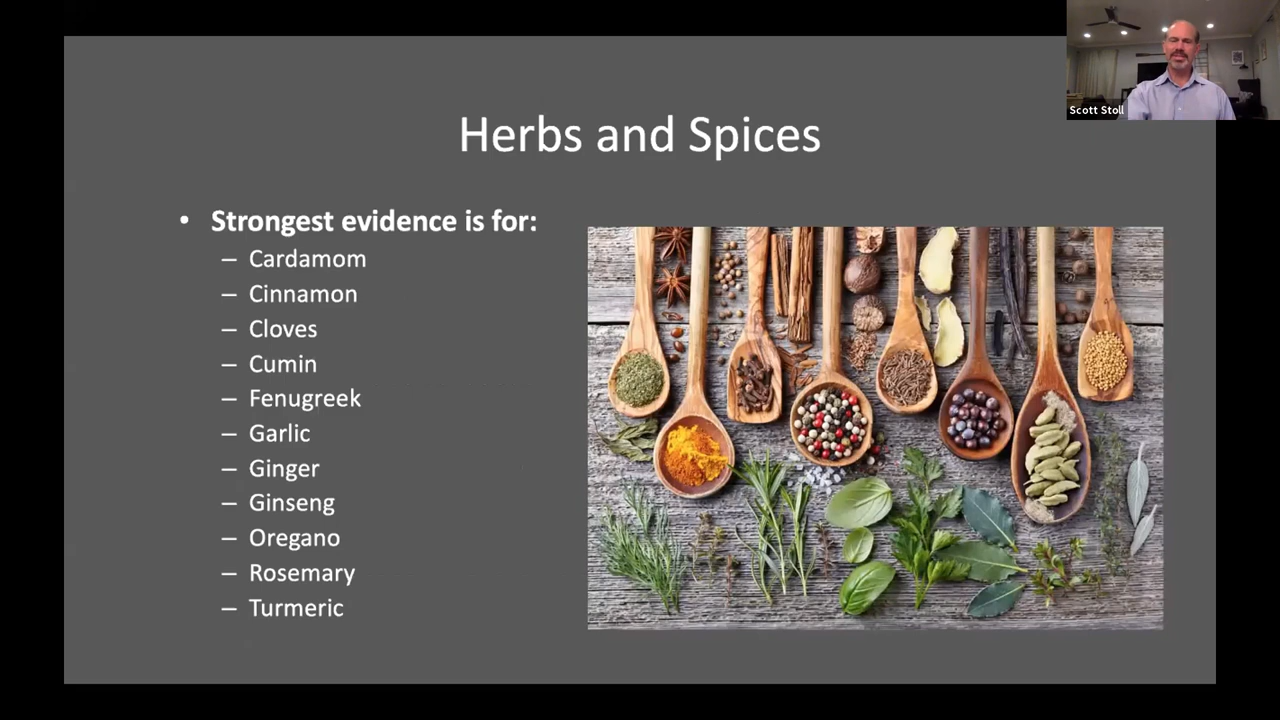 Scott Stoll
Herbs and Spices
• Strongest evidence is for:
– Cardamom
– Cinnamon
– Cloves
– Cumin
– Fenugreek
– Garlic
– Ginger
– Ginseng
– Oregano
– Rosemary
– Turmeric